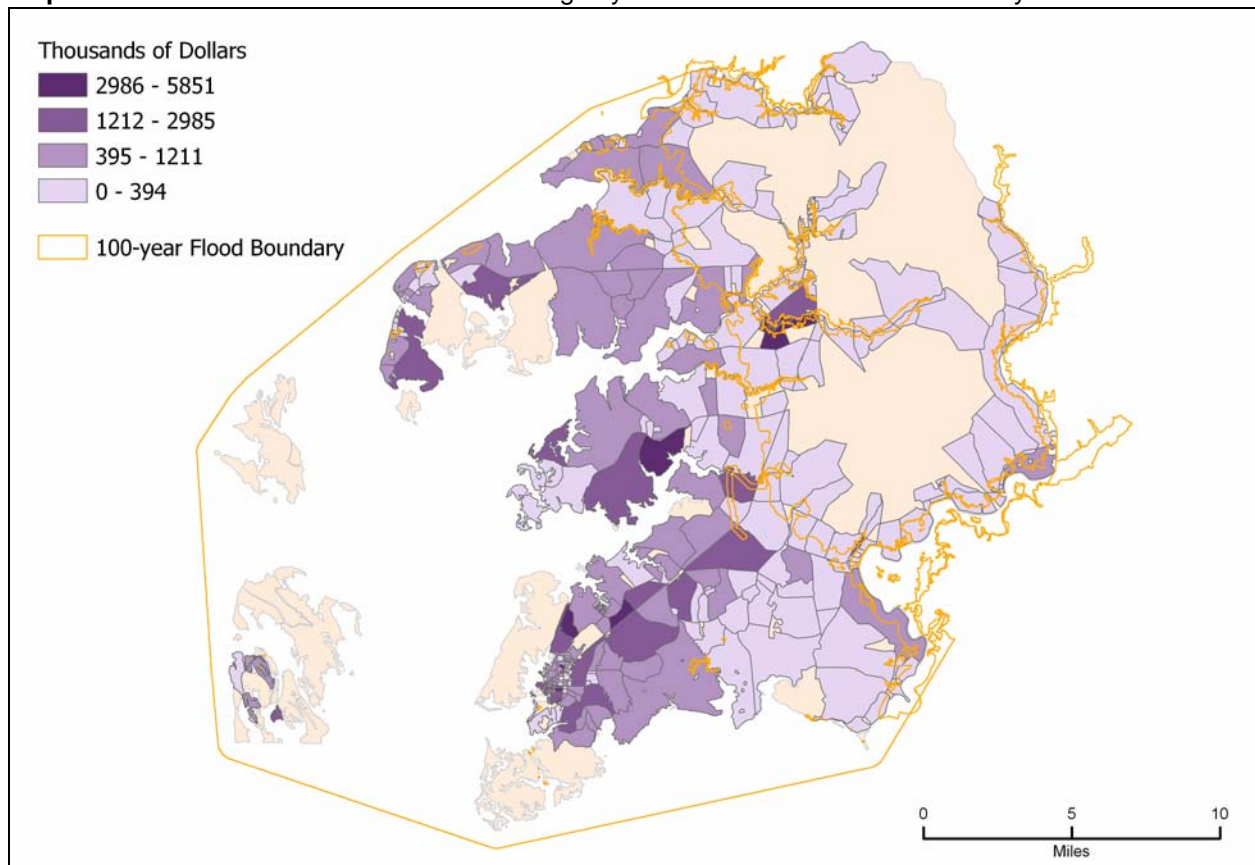 Thousands of Dollars
2986 - 5851
1212 - 2985
395 - 1211
0 - 394
100-year Flood Boundary
0 5 10
Miles